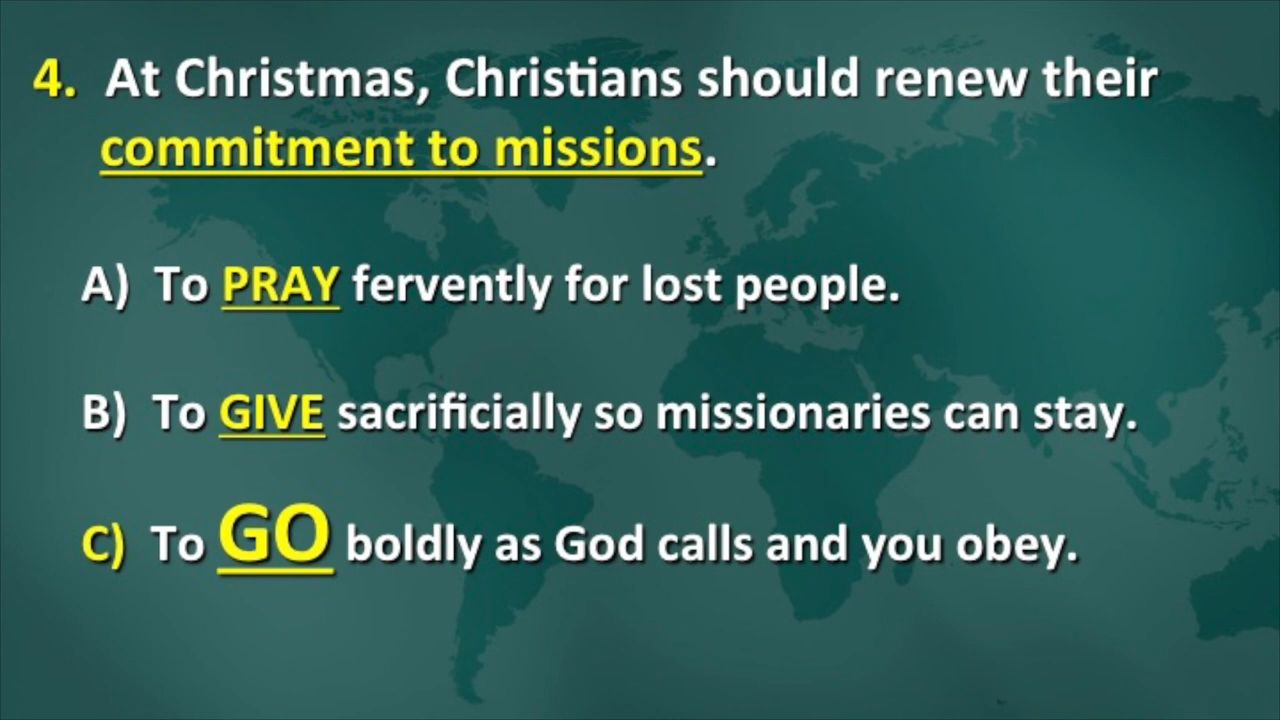 4. At Christmas, Christians should renew their
commitment to missions.
A) To PRAY fervently for lost people.
B) To GIVE sacrificially so missionaries can stay.
C) To GO boldly as God calls and you obey.